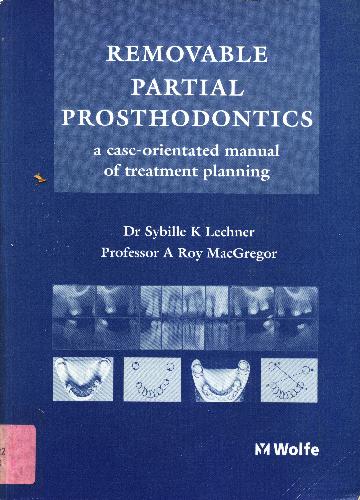 REMOVABLE
PARTIAL
PROSTHODONTICS
a case-orientated manual
of treatment planning
Dr Sybille K Lechner
Professor A Roy MacGregor
M Wolfe